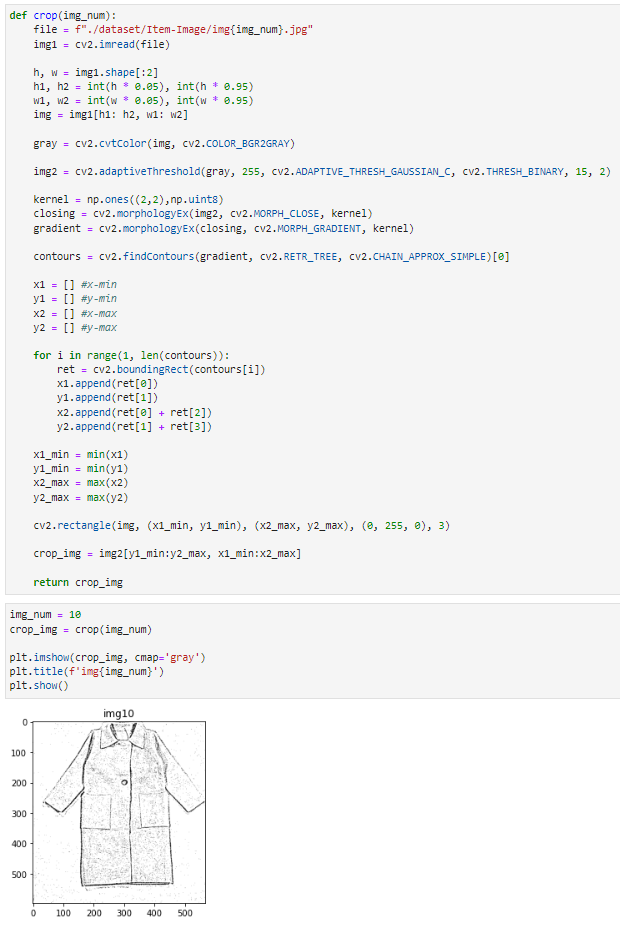 def crop(img_num):
    file = f"./dataset/Item-Image/img{img_num}.jpg"
    img1 = cv2.imread(file)

    h, w = img1.shape[:2]
    h1, h2 = int(h * 0.05), int(h * 0.95)
    w1, w2 = int(w * 0.05), int(w * 0.95)
    img = img1[h1: h2, w1: w2]

    gray = cv2.cvtColor(img, cv2.COLOR_BGR2GRAY)

    img2 = cv2.adaptiveThreshold(gray, 255, cv2.ADAPTIVE_THRESH_GAUSSIAN_C, cv2.THRESH_BINARY, 15, 2)

    kernel = np.ones((2,2),np.uint8)
    closing = cv2.morphologyEx(img2, cv2.MORPH_CLOSE, kernel)
    gradient = cv2.morphologyEx(closing, cv2.MORPH_GRADIENT, kernel)

    contours = cv2.findContours(gradient, cv2.RETR_TREE, cv2.CHAIN_APPROX_SIMPLE)[0]

    x1 = [] #x-min
    y1 = [] #y-min
    x2 = [] #x-max
    y2 = [] #y-max

    for i in range(1, len(contours)):
        ret = cv2.boundingRect(contours[i])
        x1.append(ret[0])
        y1.append(ret[1])
        x2.append(ret[0] + ret[2])
        y2.append(ret[1] + ret[3])

    x1_min = min(x1)
    y1_min = min(y1)
    x2_max = max(x2)
    y2_max = max(y2)

    cv2.rectangle(img, (x1_min, y1_min), (x2_max, y2_max), (0, 255, 0), 3)

    crop_img = img2[y1_min:y2_max, x1_min:x2_max]

    return crop_img

img_num = 10
crop_img = crop(img_num)

plt.imshow(crop_img, cmap='gray')
plt.title(f'img{img_num}')
plt.show()

img10
0
100
200
300
400
500
0 100 200 300 400 500